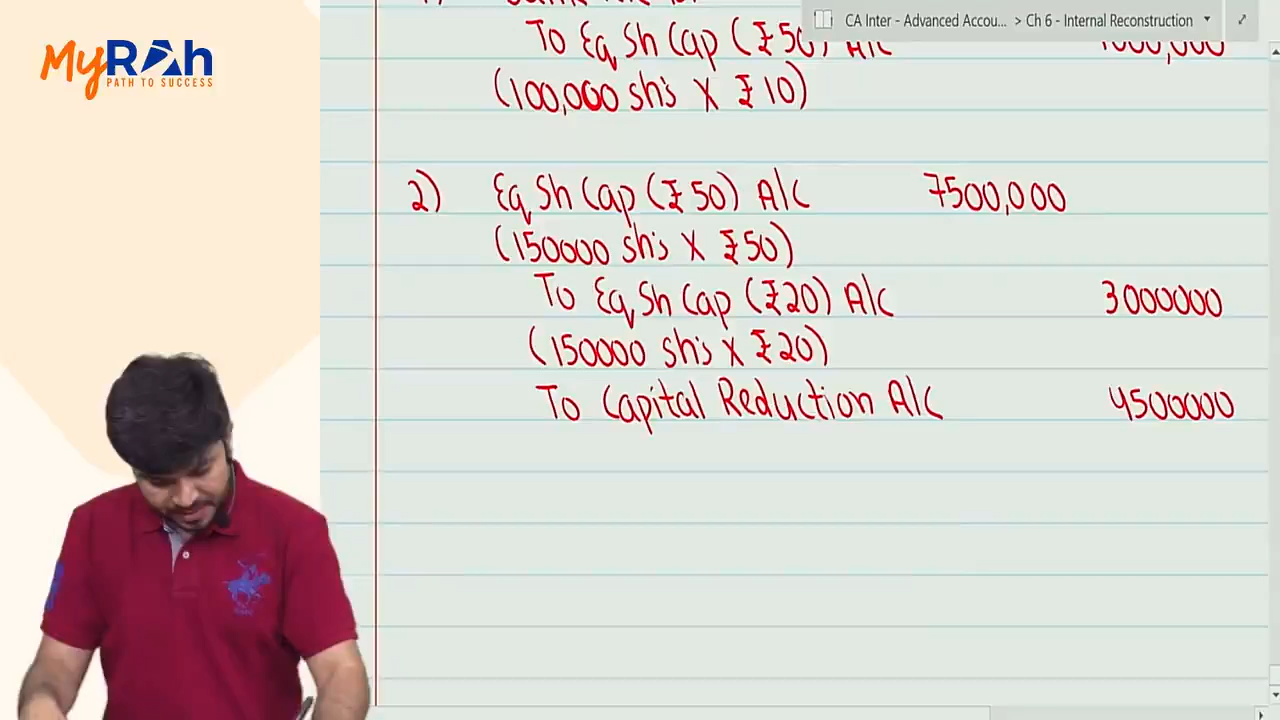 MyRAh
PATH TO SUCCESS
CA Inter - Advanced Accou... > Ch 6 - Internal Reconstruction
To Eq Sh Cap (₹50) A/c
(100,000 sh's X ₹10)
2) Eq Sh Cap (₹50) A/c 7500,000
(150000 sh's X ₹50)
To Eq Sh Cap (₹20) A/c 3000000
(150000 sh's X ₹20)
To Capital Reduction A/c 4500000